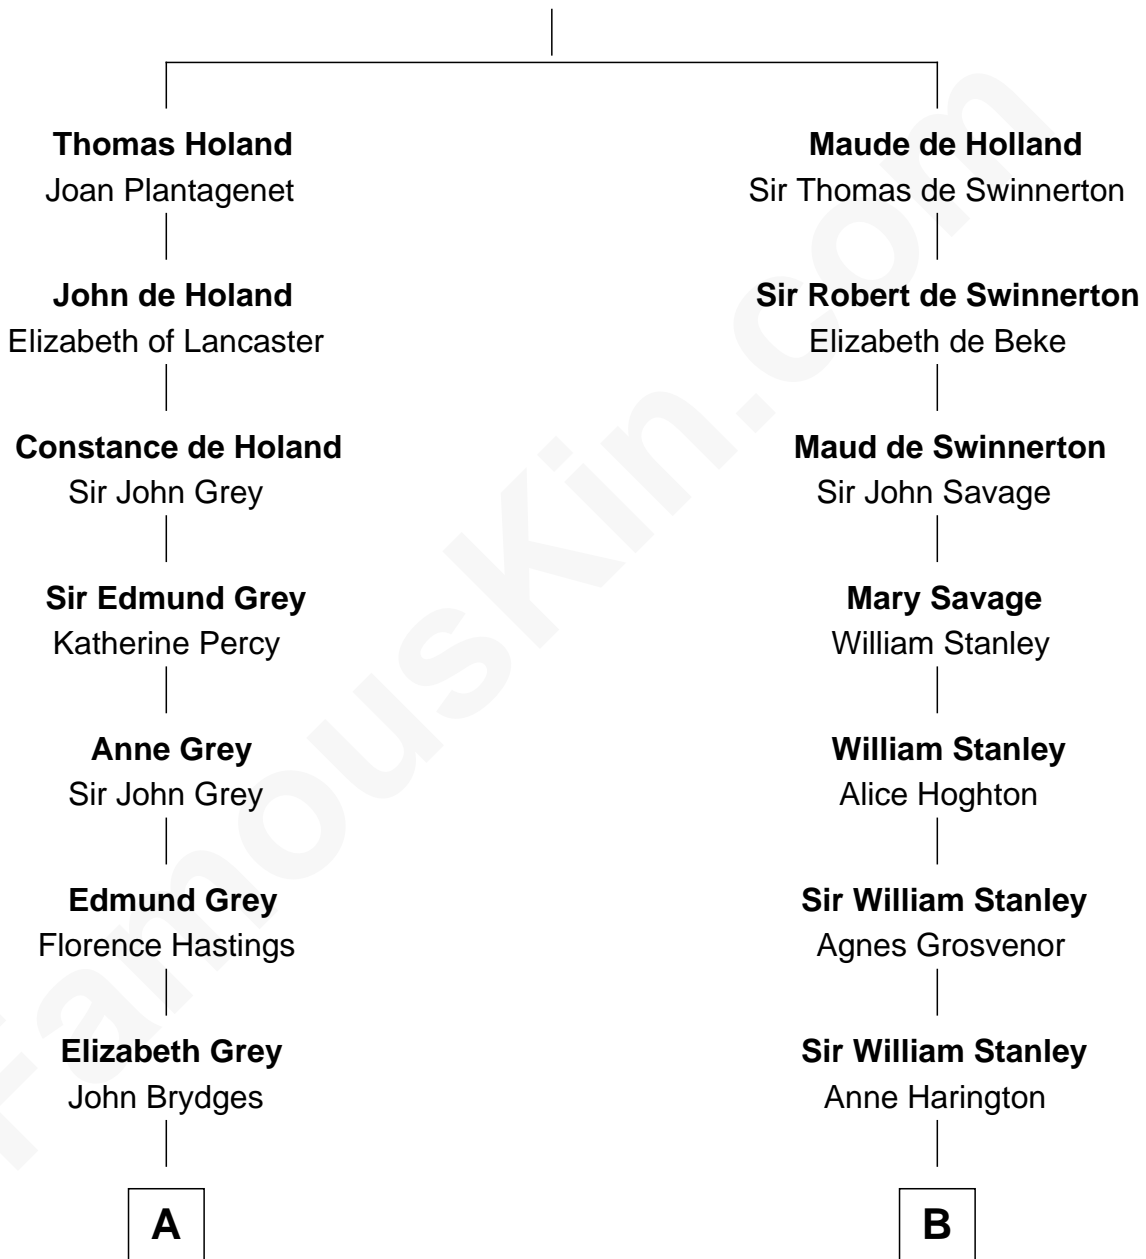 Thomas Holand
Joan Plantagenet
John de Holand
Elizabeth of Lancaster
Constance de Holand
Sir John Grey
Sir Edmund Grey
Katherine Percy
Anne Grey
Sir John Grey
Edmund Grey
Florence Hastings
Elizabeth Grey
John Brydges
A
Maude de Holland
Sir Thomas de Swinnerton
Sir Robert de Swinnerton
Elizabeth de Beke
Maud de Swinnerton
Sir John Savage
Mary Savage
William Stanley
William Stanley
Alice Hoghton
Sir William Stanley
Agnes Grosvenor
Sir William Stanley
Anne Harington
B
FamousKin.com